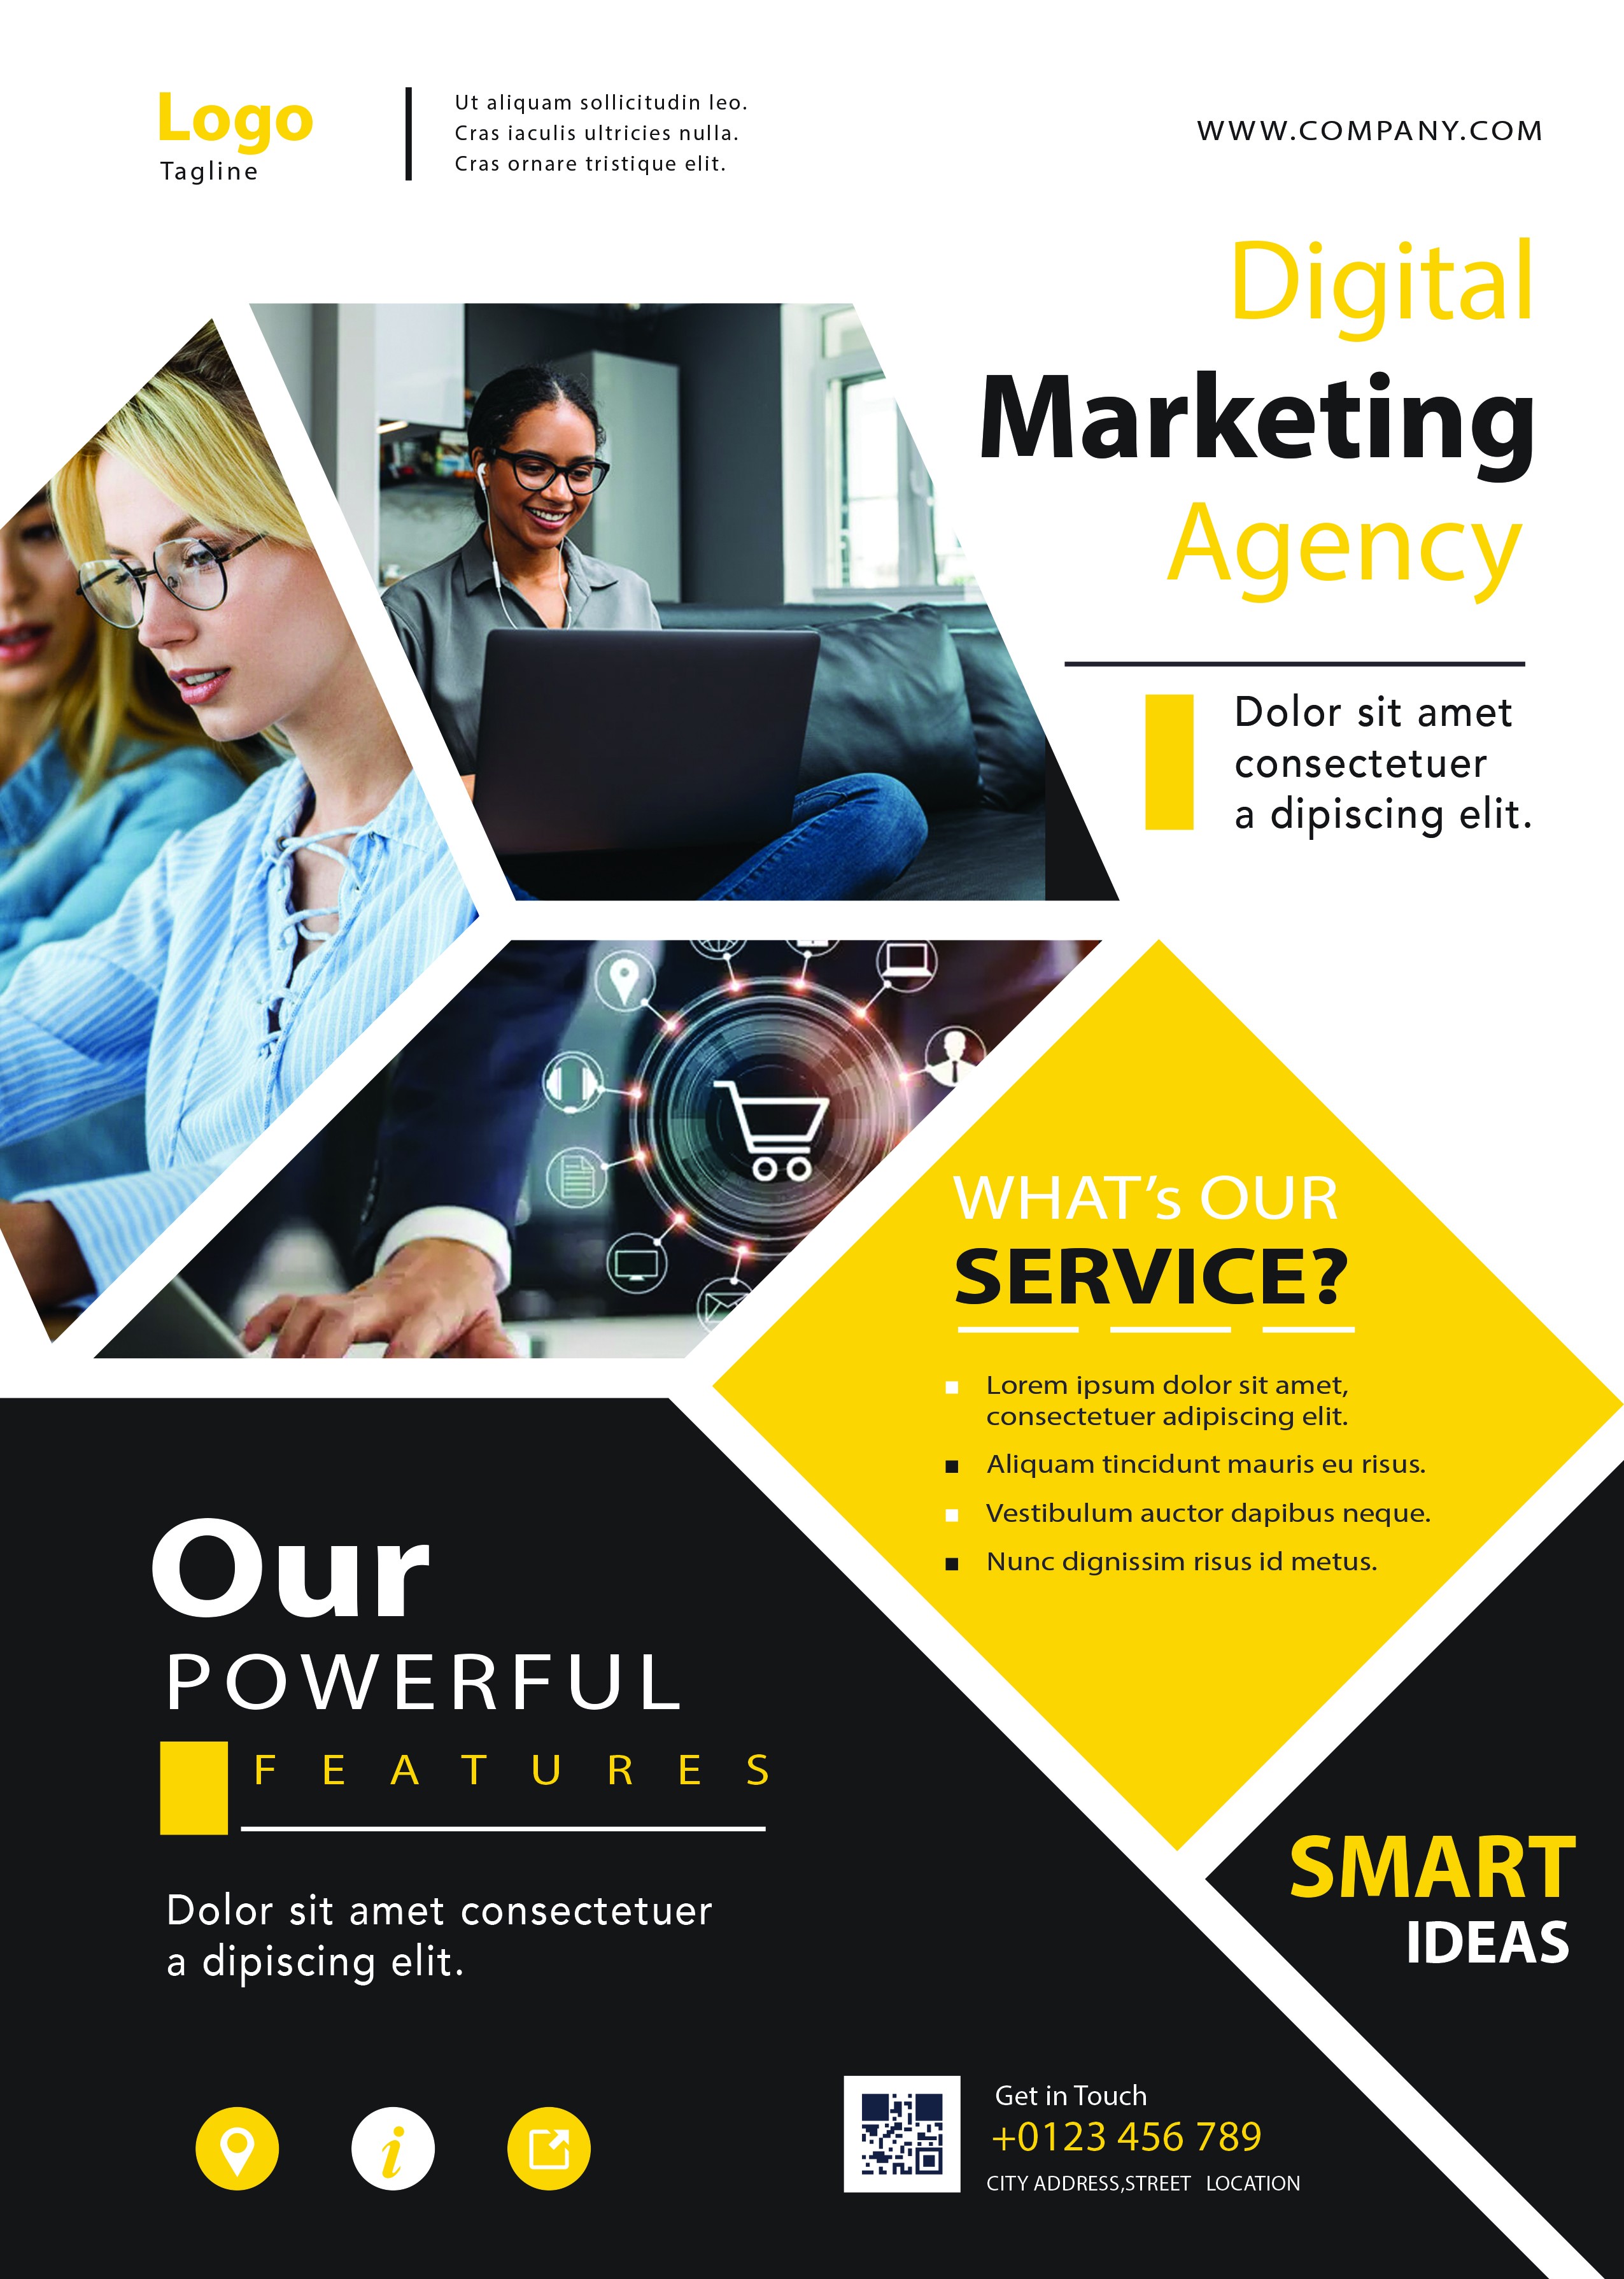 Logo
Tagline
Ut aliquam sollicitudin leo.
Cras iaculis ultricies nulla.
Cras ornare tristique elit.
WWW.COMPANY.COM
Digital
Marketing
Agency
Dolor sit amet
consectetuer
a dipiscing elit.
WHAT's OUR
SERVICE?
Lorem ipsum dolor sit amet,
consectetuer adipiscing elit.
Aliquam tincidunt mauris eu risus.
Vestibulum auctor dapibus neque.
Nunc dignissim risus id metus.
Our
POWERFUL
FEATURES
Dolor sit amet consectetuer
a dipiscing elit.
SMART
IDEAS
i
Get in Touch
+0123 456 789
CITY ADDRESS,STREET LOCATION